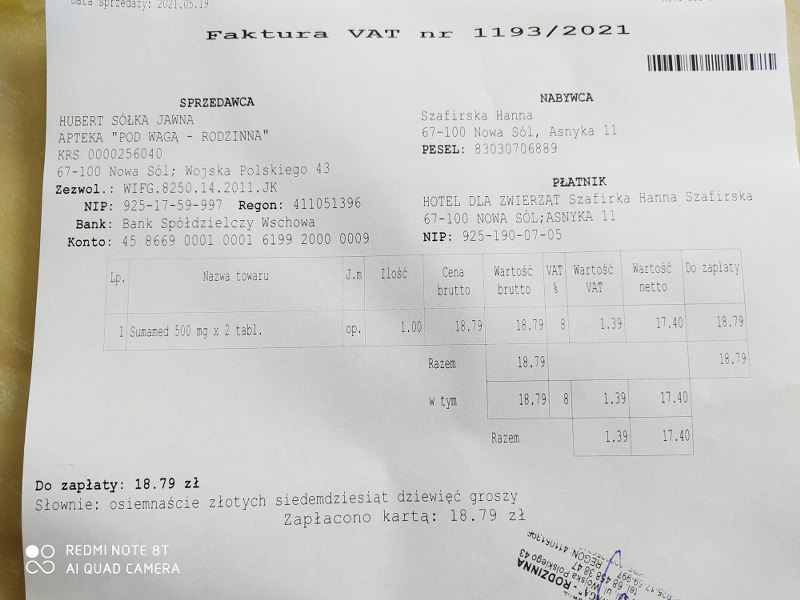 Data sprzedaży: 2021.05.19
Faktura VAT nr 1193/2021
SPRZEDAWCA
HUBERT SÓŁKA JAWNA
APTEKA "POD WAGĄ - RODZINNA"
KRS 0000256040
67-100 Nowa Sól; Wojska Polskiego 43
Zezwol.: WIFG.8250.14.2011.JK
NIP: 925-17-59-997 Regon: 411051396
Bank: Bank Spółdzielczy Wschowa
Konto: 45 8669 0001 0001 6199 2000 0009
NABYWCA
Szafirska Hanna
67-100 Nowa Sól, Asnyka 11
PESEL: 83030706889
PŁATNIK
HOTEL DLA ZWIERZĄT Szafirka Hanna Szafirska
67-100 NOWA SÓL;ASNYKA 11
NIP: 925-190-07-05
Lp. Nazwa towaru J.m Ilość Cena brutto Wartość brutto VAT % Wartość VAT Wartość netto Do zapłaty
1 Sumamed 500 mg x 2 tabl. op. 1.00 18.79 18.79 8 1.39 17.40 18.79
Razem 18.79 18.79
w tym 18.79 8 1.39 17.40
Razem 1.39 17.40
Do zapłaty: 18.79 zł
Słownie: osiemnaście złotych siedemdziesiąt dziewięć groszy
Zapłacono kartą: 18.79 zł
- RODZINNA"
ul. Wojska Polskiego 43
REGON: 411051396
REDMI NOTE 8T
AI QUAD CAMERA